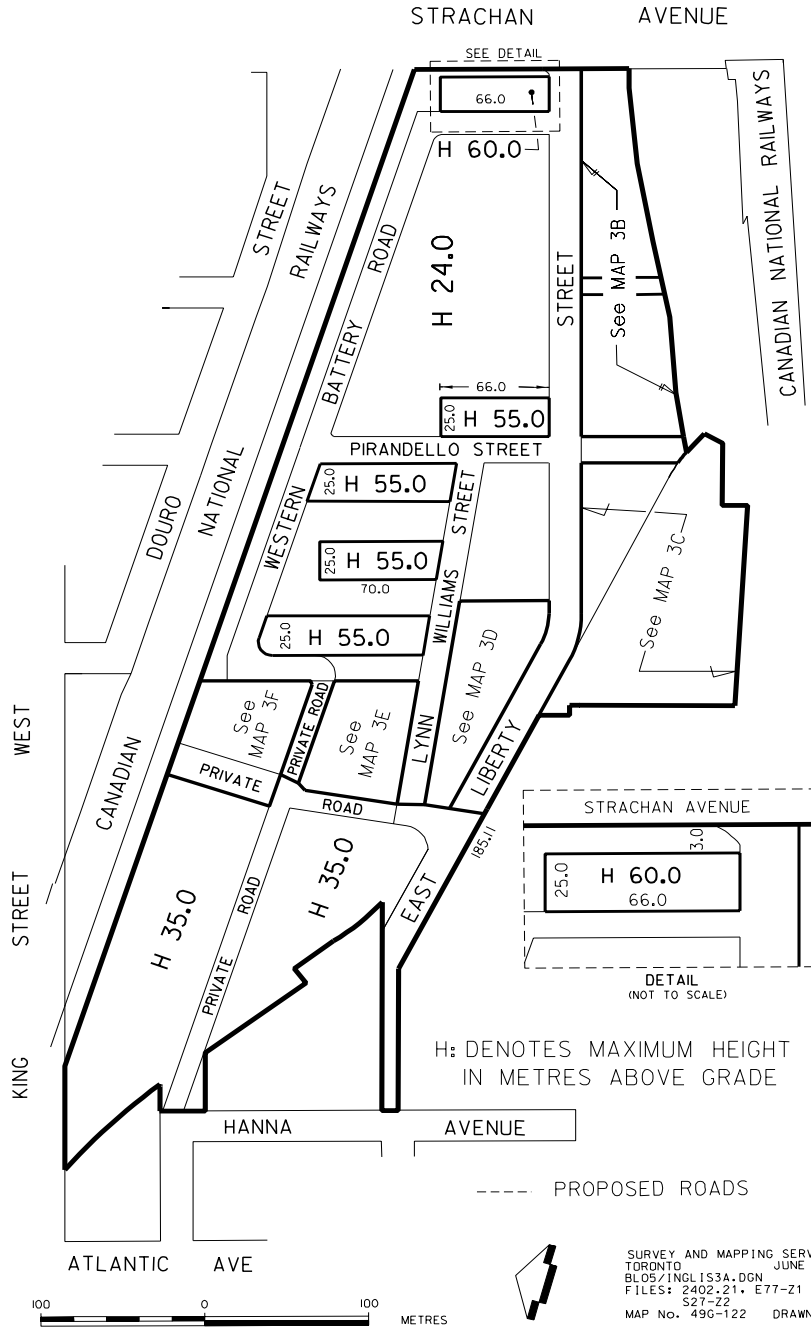 STRACHAN AVENUE
SEE DETAIL
66.0
H 60.0
STREET
RAILWAYS
BATTERY ROAD
H 24.0
STREET
See MAP 3B
CANADIAN NATIONAL RAILWAYS
66.0
25.0 H 55.0
PIRANDELLO STREET
WESTERN
25.0 H 55.0
STREET
NATIONAL
DOURO
25.0 H 55.0
70.0
WILLIAMS
See MAP 3C
25.0 H 55.0
See MAP 3D
See
MAP 3F
PRIVATE ROAD
See
MAP 3E
LYNN
LIBERTY
WEST
CANADIAN
PRIVATE
ROAD
185.11
STRACHAN AVENUE
3.0
25.0 H 60.0
66.0
DETAIL
(NOT TO SCALE)
H 35.0
ROAD
H 35.0
EAST
STREET
PRIVATE
KING
H: DENOTES MAXIMUM HEIGHT
IN METRES ABOVE GRADE
HANNA AVENUE
PROPOSED ROADS
ATLANTIC AVE
100 0 100 METRES
SURVEY AND MAPPING SERV
TORONTO JUNE
BL05/INGLIS3A.DGN
FILES: 2402.21, E77-Z1
S27-Z2
MAP No. 49G-122 DRAWN